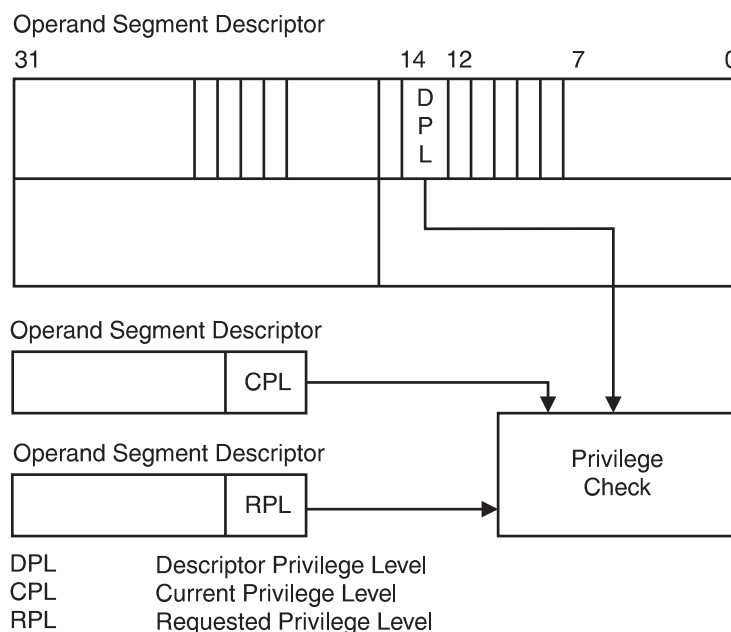 Operand Segment Descriptor
31 14 12 7 0
D
P
L
Operand Segment Descriptor
CPL
Operand Segment Descriptor
RPL
Privilege
Check
DPL Descriptor Privilege Level
CPL Current Privilege Level
RPL Requested Privilege Level